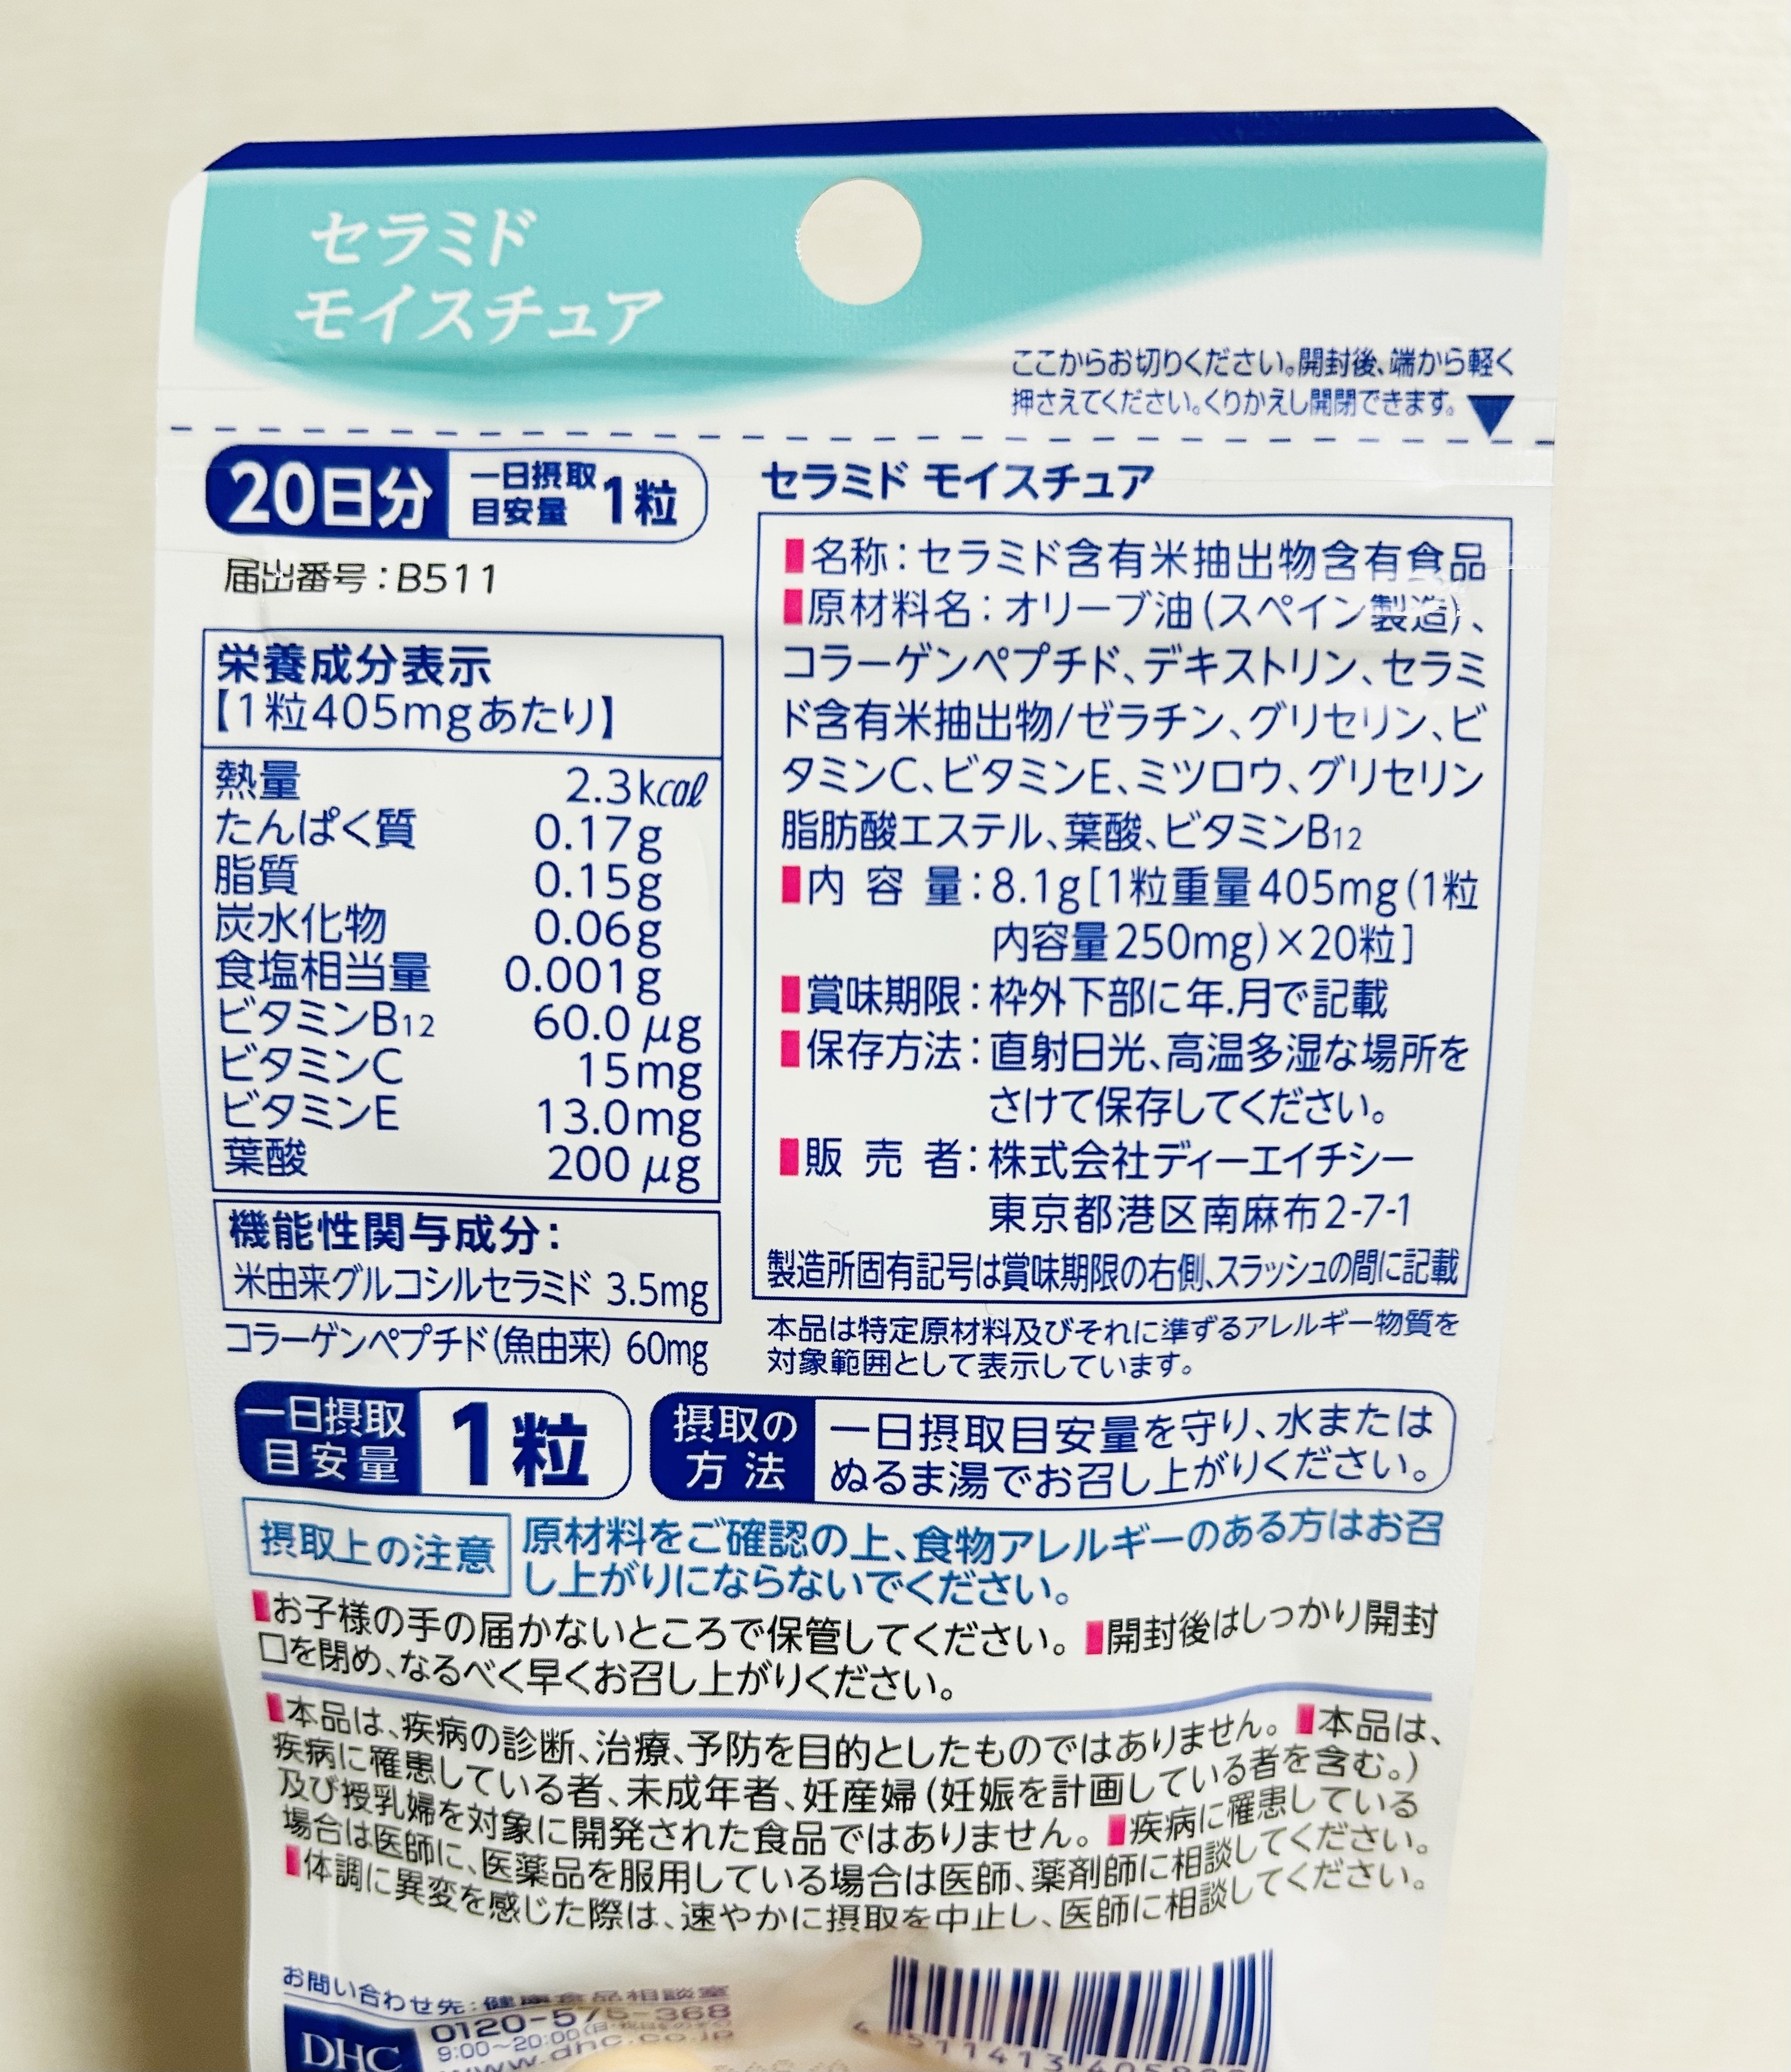 セラミド
モイスチュア
ここからお切りください。開封後、端から軽く
押さえてください。くりかえし開閉できます。
20日分
一日摂取
目安量 1粒
届出番号：B511
栄養成分表示
【1粒405mgあたり】
熱量 2.3kcal
たんぱく質 0.17g
脂質 0.15g
炭水化物 0.06g
食塩相当量 0.001g
ビタミンB12 60.0μg
ビタミンC 15mg
ビタミンE 13.0mg
葉酸 200μg
機能性関与成分：
米由来グルコシルセラミド 3.5mg
コラーゲンペプチド(魚由来) 60mg
セラミド モイスチュア
名称：セラミド含有米抽出物含有食品
原材料名：オリーブ油(スペイン製造)、
コラーゲンペプチド、デキストリン、セラミ
ド含有米抽出物/ゼラチン、グリセリン、ビ
タミンC、ビタミンE、ミツロウ、グリセリン
脂肪酸エステル、葉酸、ビタミンB12
内容量：8.1g[1粒重量405mg(1粒
内容量250mg)×20粒]
賞味期限：枠外下部に年.月で記載
保存方法：直射日光、高温多湿な場所を
さけて保存してください。
販売者：株式会社ディーエイチシー
東京都港区南麻布2-7-1
製造所固有記号は賞味期限の右側、スラッシュの間に記載
本品は特定原材料及びそれに準ずるアレルギー物質を
対象範囲として表示しています。
一日摂取
目安量 1粒
摂取の
方法
一日摂取目安量を守り、水または
ぬるま湯でお召し上がりください。
摂取上の注意
原材料をご確認の上、食物アレルギーのある方はお召
し上がりにならないでください。
お子様の手の届かないところで保管してください。 開封後はしっかり開封
口を閉め、なるべく早くお召し上がりください。
本品は、疾病の診断、治療、予防を目的としたものではありません。 本品は、
疾病に罹患している者、未成年者、妊産婦(妊娠を計画している者を含む。)
及び授乳婦を対象に開発された食品ではありません。 疾病に罹患している
場合は医師に、医薬品を服用している場合は医師、薬剤師に相談してください。
体調に異変を感じた際は、速やかに摂取を中止し、医師に相談してください。
お問い合わせ先：健康食品相談室
DHC
0120-575-368
9:00～20:00
www.dhc.co.jp